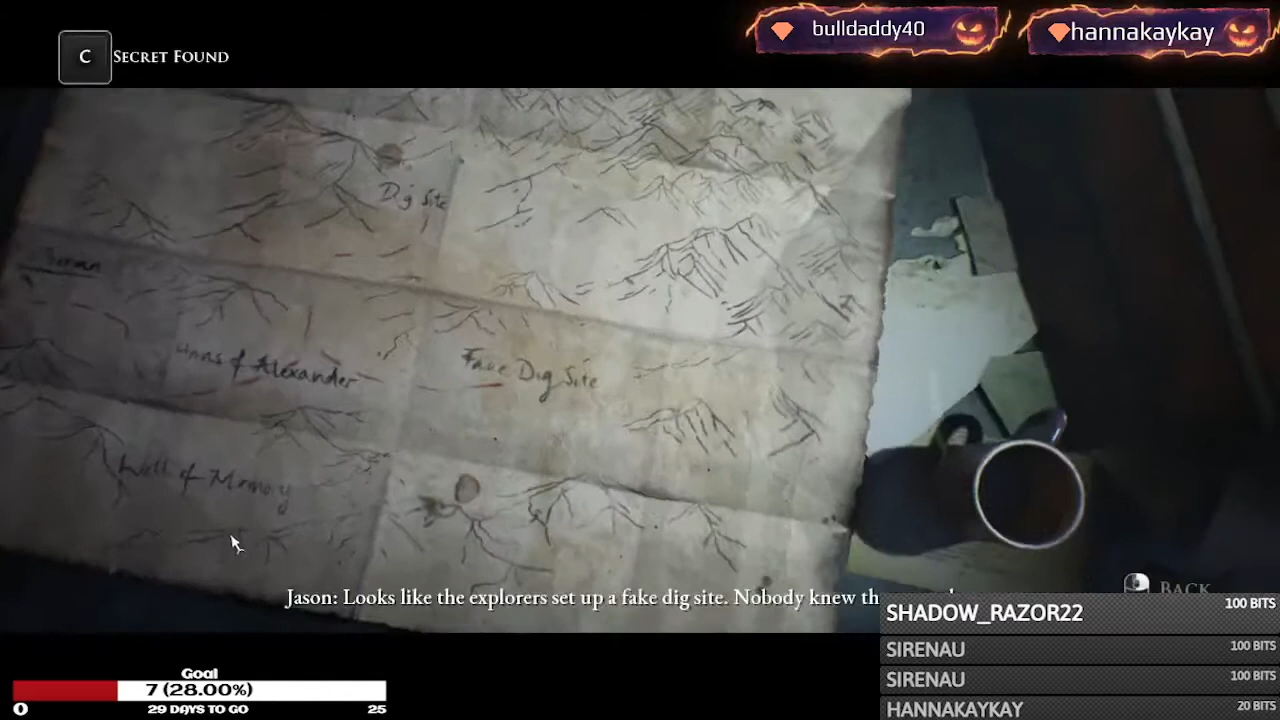 bulldaddy40
hannakaykay
C SECRET FOUND
Dig Site
of Alexander
Fake Dig Site
Well of Memory
Jason: Looks like the explorers set up a fake dig site. Nobody knew
BACK
SHADOW_RAZOR22 100 BITS
SIRENAU 100 BITS
SIRENAU 100 BITS
HANNAKAYKAY 20 BITS
Goal
7 (28.00%)
0 29 DAYS TO GO 25